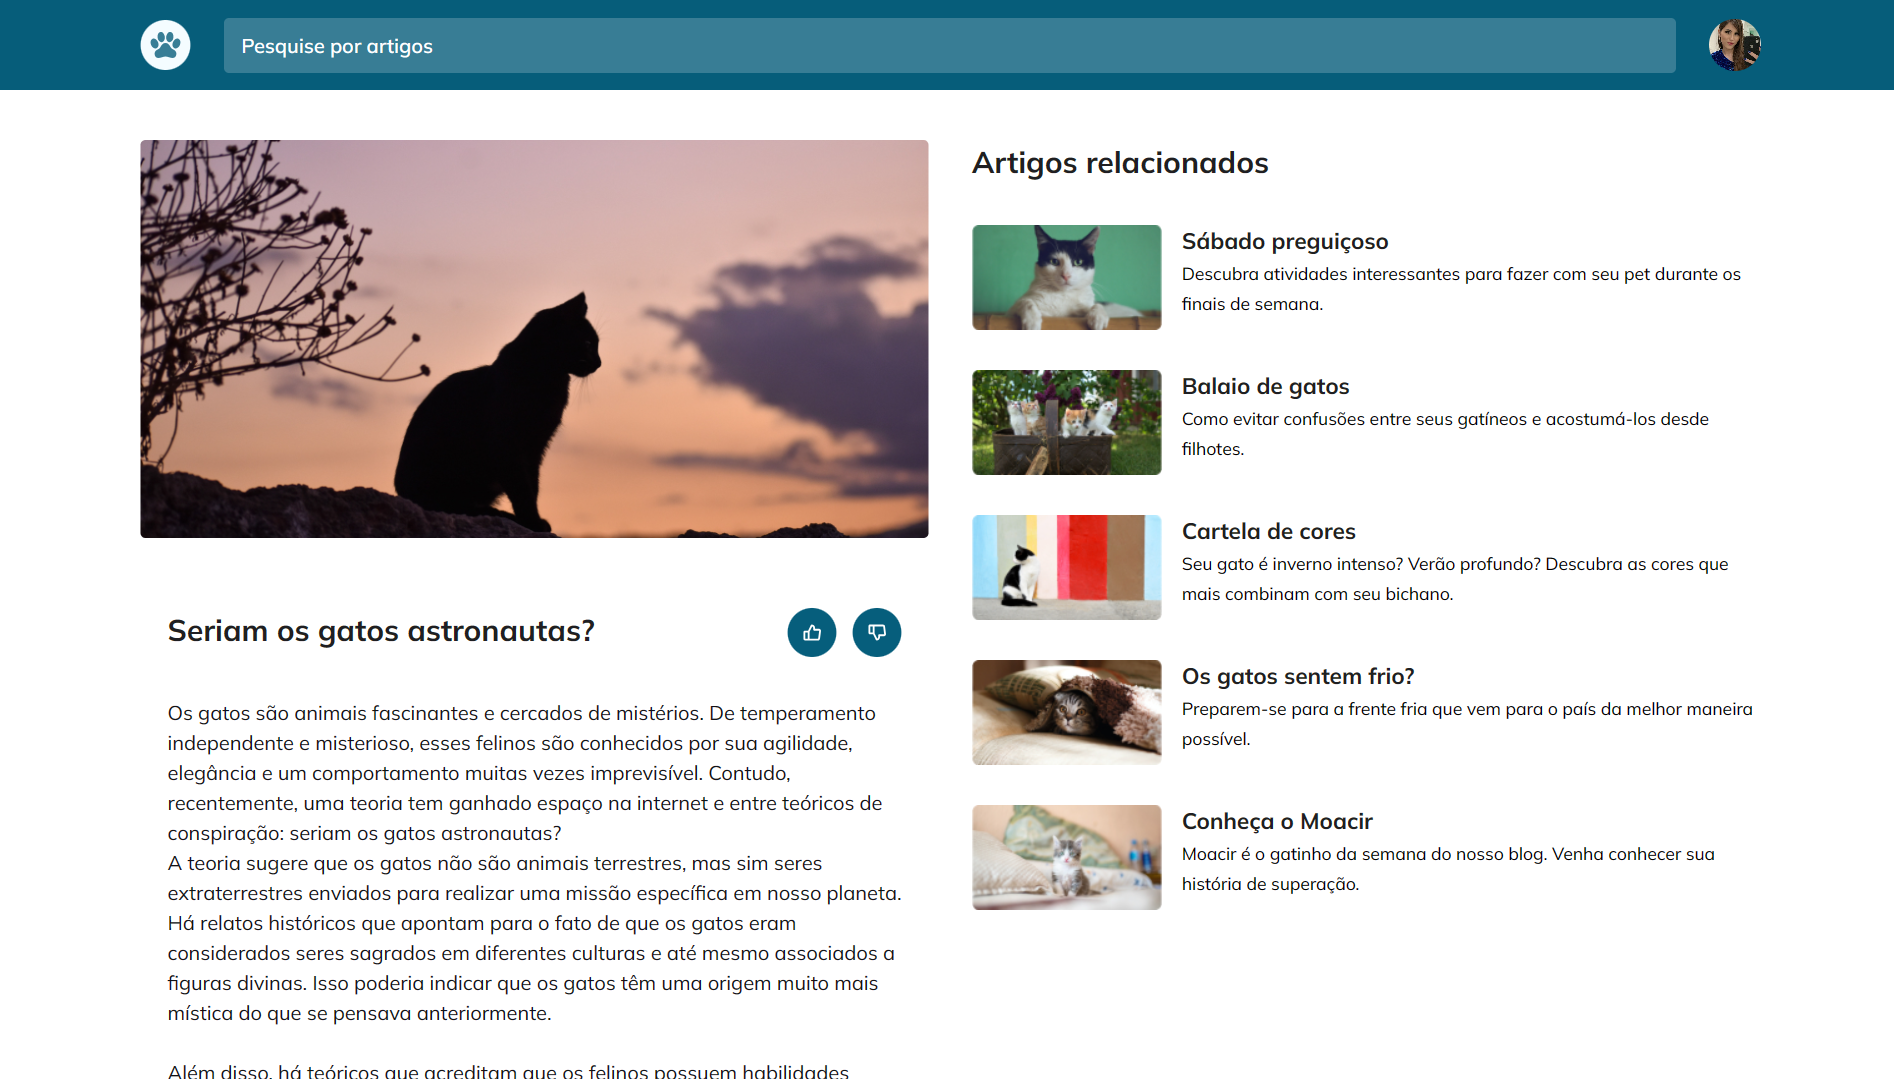 Pesquise por artigos
Seriam os gatos astronautas?
Os gatos são animais fascinantes e cercados de mistérios. De temperamento
independente e misterioso, esses felinos são conhecidos por sua agilidade,
elegância e um comportamento muitas vezes imprevisível. Contudo,
recentemente, uma teoria tem ganhado espaço na internet e entre teóricos de
conspiração: seriam os gatos astronautas?
A teoria sugere que os gatos não são animais terrestres, mas sim seres
extraterrestres enviados para realizar uma missão específica em nosso planeta.
Há relatos históricos que apontam para o fato de que os gatos eram
considerados seres sagrados em diferentes culturas e até mesmo associados a
figuras divinas. Isso poderia indicar que os gatos têm uma origem muito mais
mística do que se pensava anteriormente.
Além disso, há teóricos que acreditam que os felinos possuem habilidades
Artigos relacionados
Sábado preguiçoso
Descubra atividades interessantes para fazer com seu pet durante os
finais de semana.
Balaio de gatos
Como evitar confusões entre seus gatíneos e acostumá-los desde
filhotes.
Cartela de cores
Seu gato é inverno intenso? Verão profundo? Descubra as cores que
mais combinam com seu bichano.
Os gatos sentem frio?
Preparem-se para a frente fria que vem para o país da melhor maneira
possível.
Conheça o Moacir
Moacir é o gatinho da semana do nosso blog. Venha conhecer sua
história de superação.